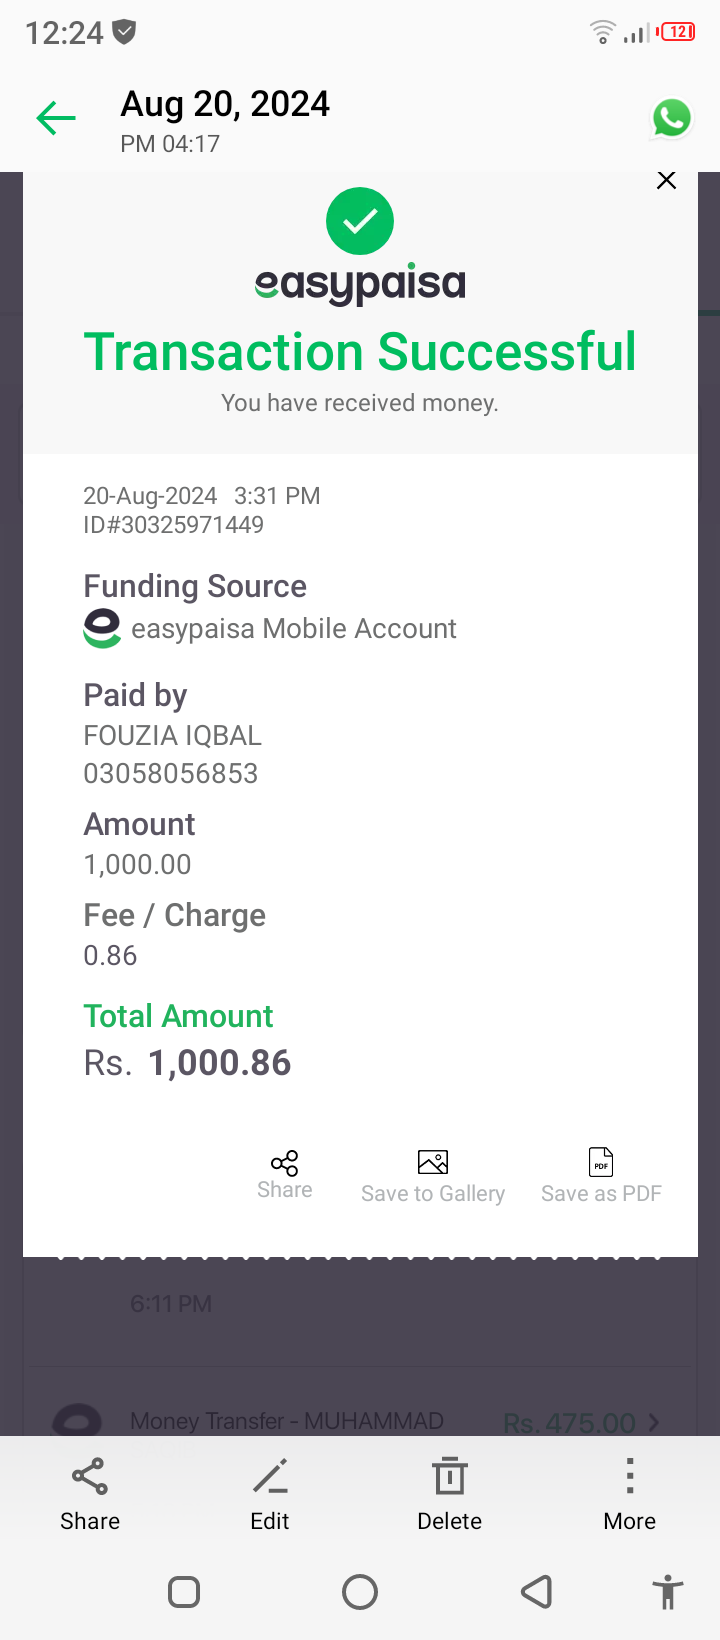 12:24
12
Aug 20, 2024
PM 04:17
easypaisa
Transaction Successful
You have received money.
20-Aug-2024 3:31 PM
ID#30325971449
Funding Source
easypaisa Mobile Account
Paid by
FOUZIA IQBAL
03058056853
Amount
1,000.00
Fee / Charge
0.86
Total Amount
Rs. 1,000.86
Share Save to Gallery PDF Save as PDF
6:11 PM
Money Transfer - MUHAMMAD Rs. 475.00
Share Edit Delete More